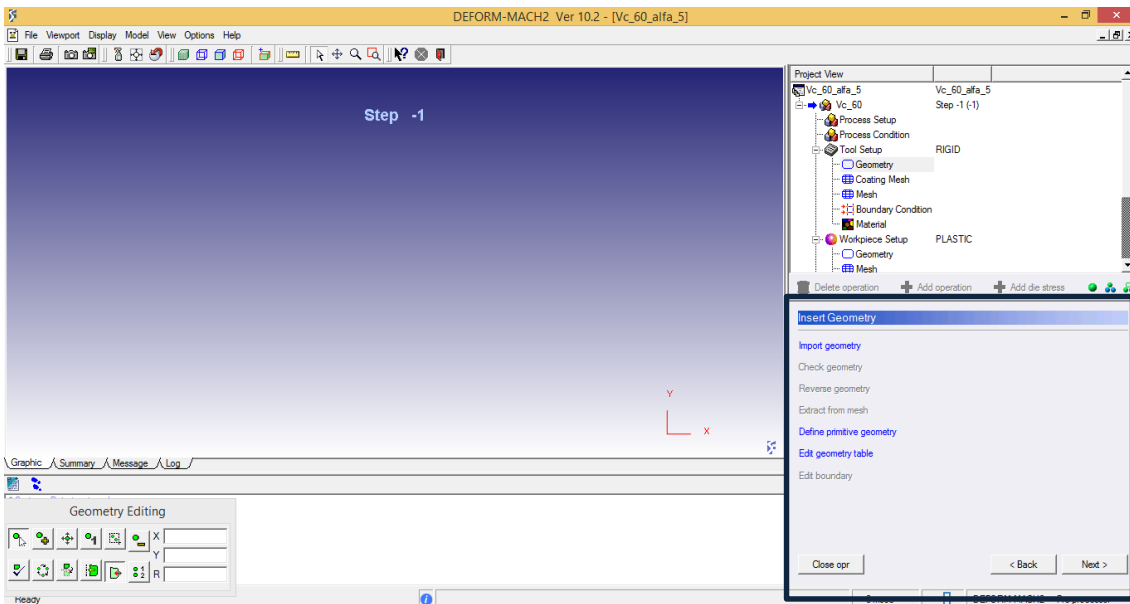 DEFORM-MACH2 Ver 10.2 - [Vc_60_alfa_5]
File Viewport Display Model View Options Help
Step -1
Y
X
Graphic Summary Message Log
Geometry Editing
X
Y
R
Ready
Project View
Vc_60_alfa_5 Vc_60_alfa_5
Vc_60 Step -1 (-1)
Process Setup
Process Condition
Tool Setup RIGID
Geometry
Coating Mesh
Mesh
Boundary Condition
Material
Workpiece Setup PLASTIC
Geometry
Mesh
Delete operation Add operation Add die stress
Insert Geometry
Import geometry
Check geometry
Reverse geometry
Extract from mesh
Define primitive geometry
Edit geometry table
Edit boundary
Close opr < Back Next >